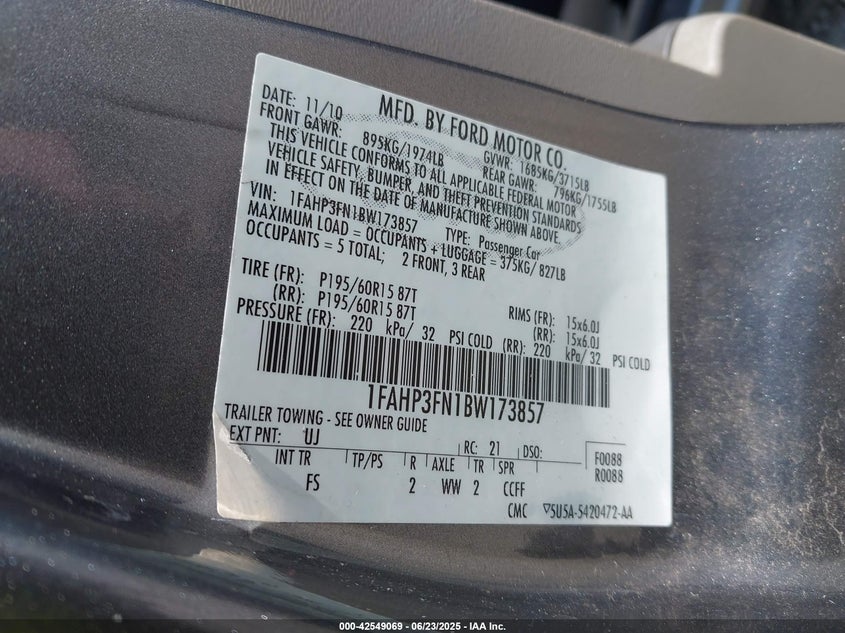 MFD. BY FORD MOTOR CO.
DATE: 11/10
GVWR: 1685KG/3715LB
FRONT GAWR: 895KG/1974LB
REAR GAWR: 796KG/1755LB
THIS VEHICLE CONFORMS TO ALL APPLICABLE FEDERAL MOTOR
VEHICLE SAFETY, BUMPER, AND THEFT PREVENTION STANDARDS
IN EFFECT ON THE DATE OF MANUFACTURE SHOWN ABOVE.
VIN: 1FAHP3FN1BW173857
TYPE: Passenger Car
MAXIMUM LOAD = OCCUPANTS + LUGGAGE = 375KG/ 827LB
OCCUPANTS = 5 TOTAL; 2 FRONT, 3 REAR
TIRE (FR): P195/60R15 87T RIMS (FR): 15x6.0J
(RR): P195/60R15 87T (RR): 15x6.0J
PRESSURE (FR): 220 kPa/ 32 PSI COLD (RR): 220 kPa/ 32 PSI COLD
1FAHP3FN1BW173857
TRAILER TOWING - SEE OWNER GUIDE
EXT PNT: UJ RC: 21 DSO: F0088
R0088
INT TR TP/PS R AXLE TR SPR
FS 2 WW 2 CCFF
CMC ▽5U5A-5420472-AA
000-42549069 - 06/23/2025 - IAA Inc.